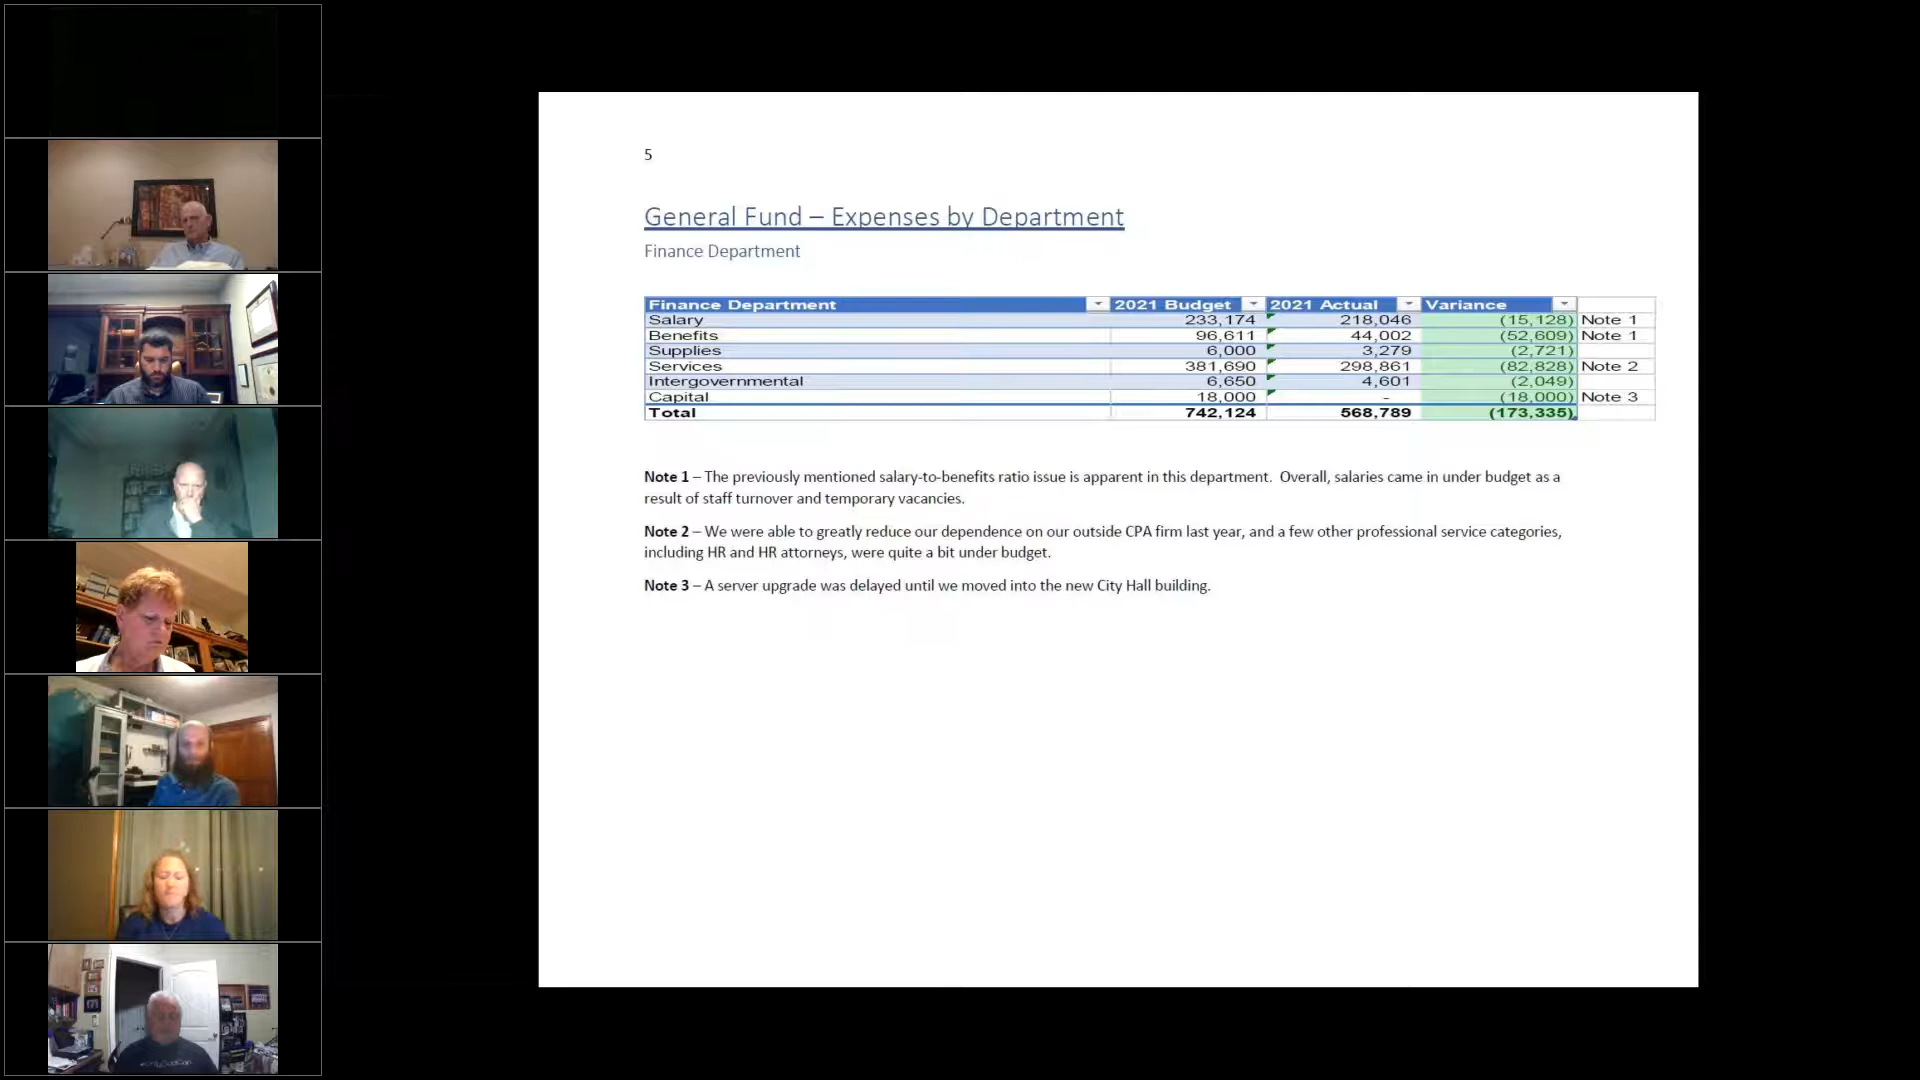 5
General Fund – Expenses by Department
Finance Department
Finance Department 2021 Budget 2021 Actual Variance
Salary 233,174 218,046 (15,128) Note 1
Benefits 96,611 44,002 (52,609) Note 1
Supplies 6,000 3,279 (2,721)
Services 381,690 298,861 (82,828) Note 2
Intergovernmental 6,650 4,601 (2,049)
Capital 18,000 - (18,000) Note 3
Total 742,124 568,789 (173,335)
Note 1 – The previously mentioned salary-to-benefits ratio issue is apparent in this department.  Overall, salaries came in under budget as a
result of staff turnover and temporary vacancies.
Note 2 – We were able to greatly reduce our dependence on our outside CPA firm last year, and a few other professional service categories,
including HR and HR attorneys, were quite a bit under budget.
Note 3 – A server upgrade was delayed until we moved into the new City Hall building.